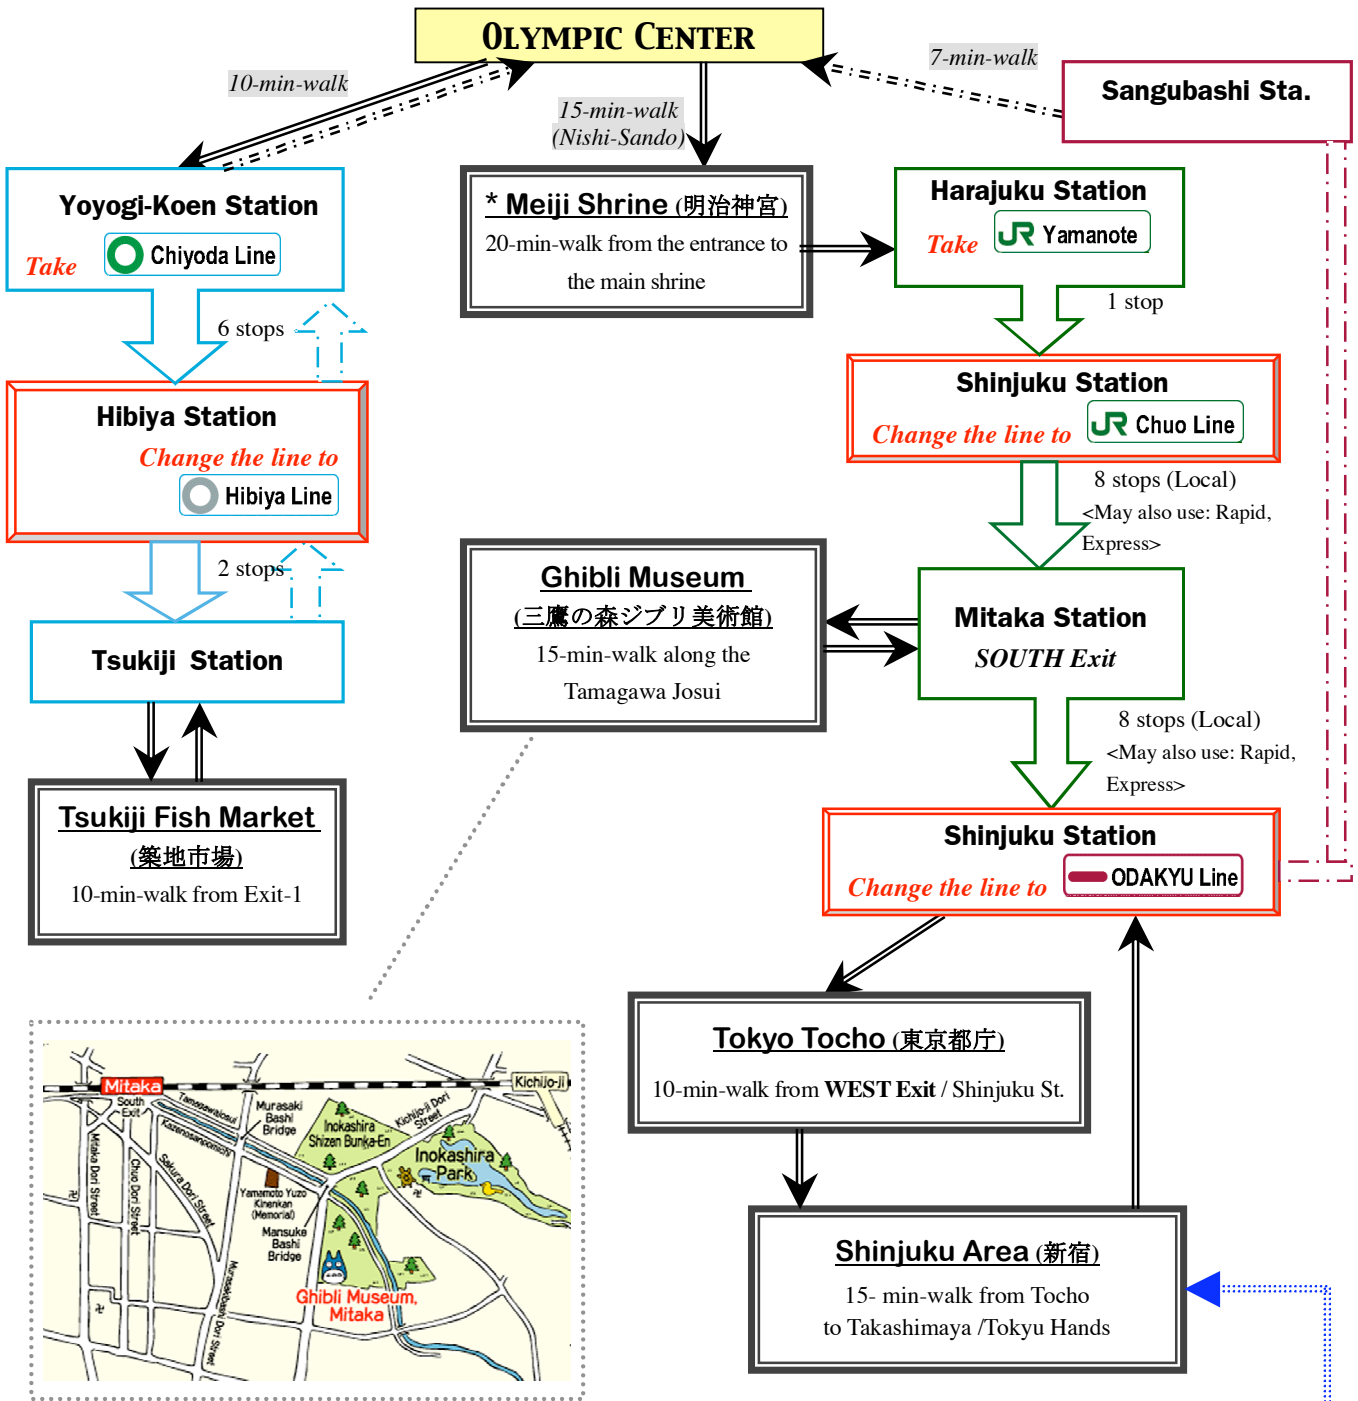 OLYMPIC CENTER
10-min-walk
15-min-walk
(Nishi-Sando)
7-min-walk
Sangubashi Sta.
Yoyogi-Koen Station
Take
Chiyoda Line
6 stops
Hibiya Station
Change the line to
Hibiya Line
2 stops
Tsukiji Station
Tsukiji Fish Market
(築地市場)
10-min-walk from Exit-1
* Meiji Shrine (明治神宮)
20-min-walk from the entrance to
the main shrine
Harajuku Station
Take
JR Yamanote
1 stop
Shinjuku Station
Change the line to
JR Chuo Line
8 stops (Local)
<May also use: Rapid,
Express>
Ghibli Museum
(三鷹の森ジブリ美術館)
15-min-walk along the
Tamagawa Josui
Mitaka Station
SOUTH Exit
8 stops (Local)
<May also use: Rapid,
Express>
Shinjuku Station
Change the line to
ODAKYU Line
Tokyo Tocho (東京都庁)
10-min-walk from WEST Exit / Shinjuku St.
Shinjuku Area (新宿)
15- min-walk from Tocho
to Takashimaya /Tokyu Hands
Mitaka
South
Exit
Kichijo-ji
Tamagawajosui
Kazenosanpomichi
Murasaki
Bashi
Bridge
Inokashira
Shizen Bunka-En
Kichijo-ji Dori
Street
Inokashira
Park
Mitaka Dori Street
Chuo Dori Street
Sakura Dori Street
Yamamoto Yuzo
Kinenkan
(Memorial)
Mansuke
Bashi
Bridge
Murasakibashi Dori Street
Ghibli Museum,
Mitaka